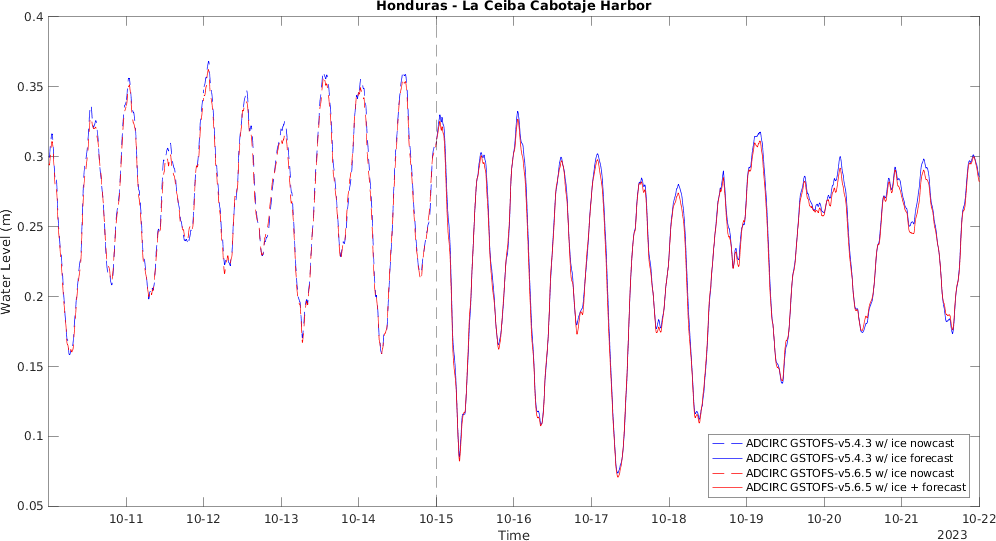 Honduras - La Ceiba Cabotaje Harbor
0.4
0.35
0.3
0.25
0.2
0.15
0.1
0.05
Water Level (m)
ADCIRC GSTOFS-v5.4.3 w/ ice nowcast
ADCIRC GSTOFS-v5.4.3 w/ ice forecast
ADCIRC GSTOFS-v5.6.5 w/ ice nowcast
ADCIRC GSTOFS-v5.6.5 w/ ice + forecast
10-11 10-12 10-13 10-14 10-15 10-16 10-17 10-18 10-19 10-20 10-21 10-22
Time
2023